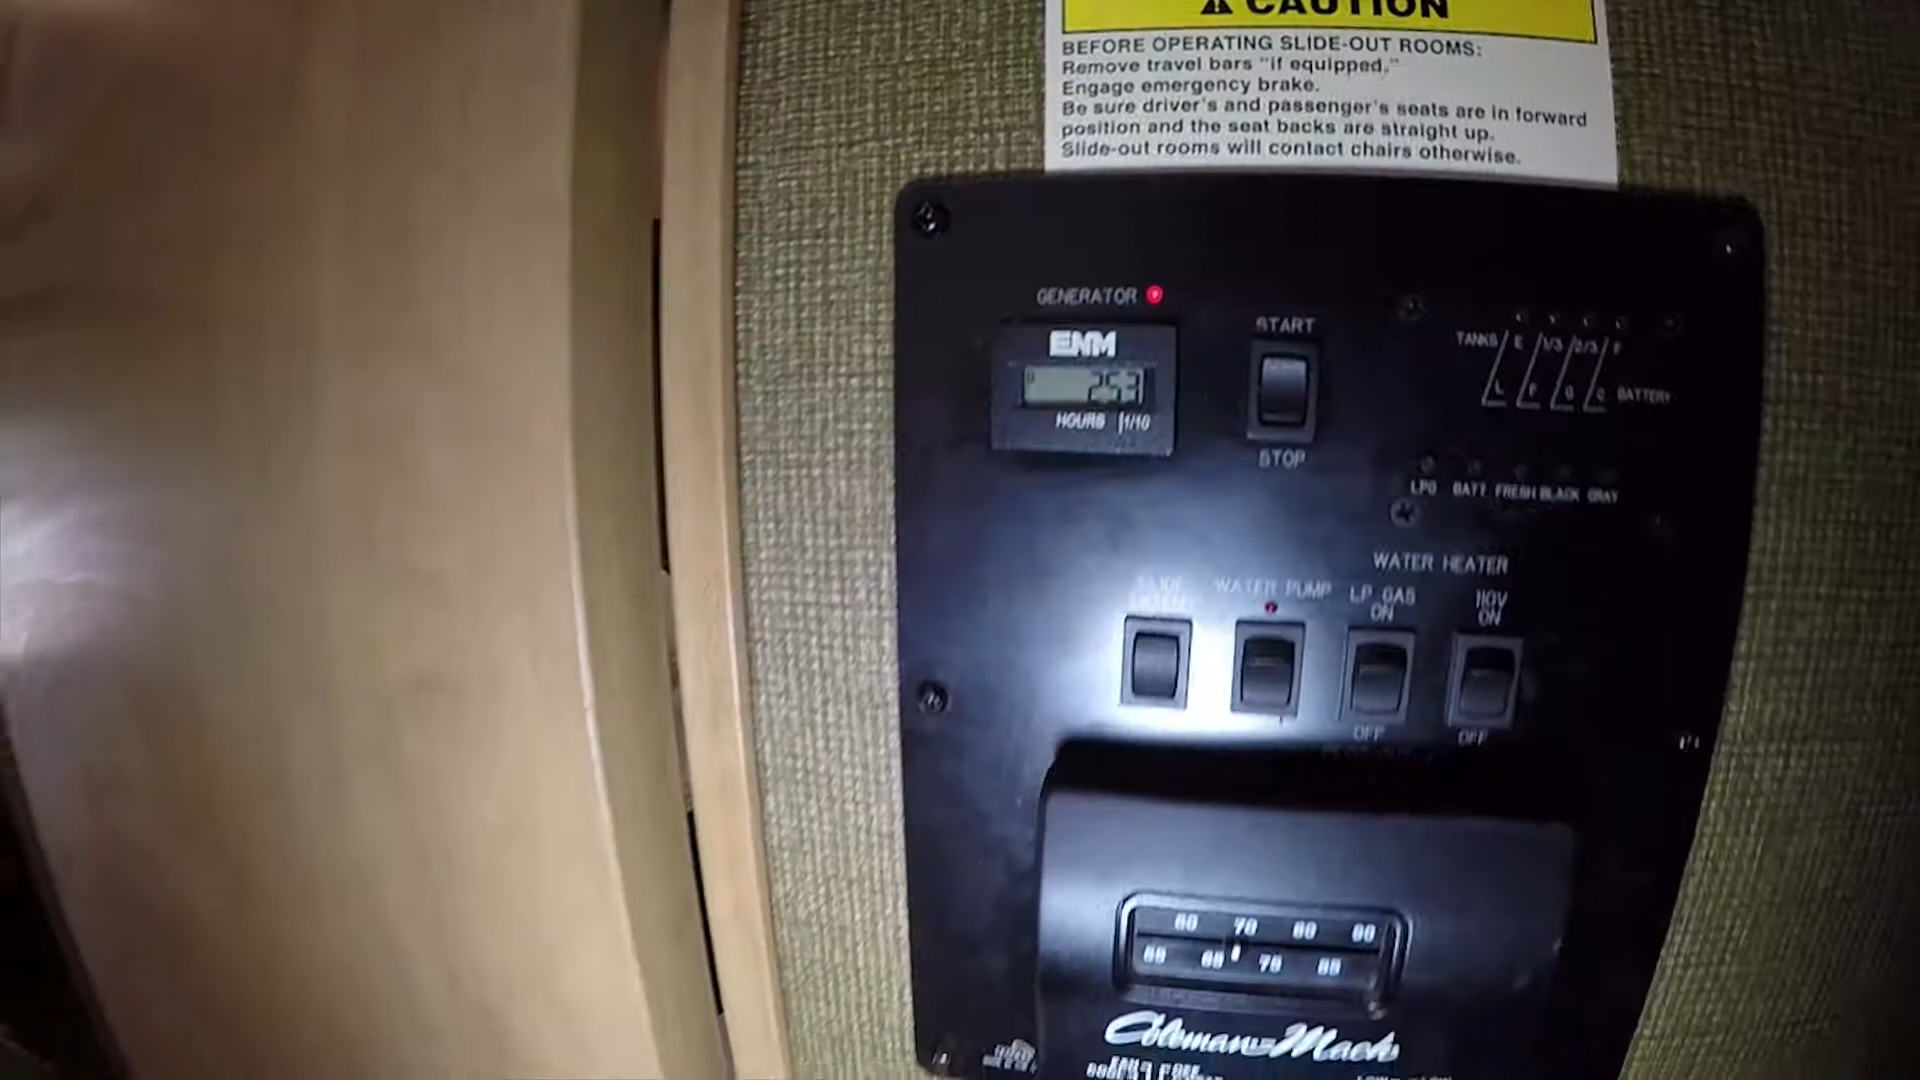 CAUTION
BEFORE OPERATING SLIDE-OUT ROOMS:
Remove travel bars "if equipped."
Engage emergency brake.
Be sure driver's and passenger's seats are in forward
position and the seat backs are straight up.
Slide-out rooms will contact chairs otherwise.
GENERATOR
ENM
253
HOURS 1/10
START
STOP
TANKS E 1/3 2/3 F
L F G C BATTERY
LPG BATT FRESH BLACK GRAY
WATER HEATER
SLIDE
WATER PUMP
LP GAS
ON
110V
ON
OFF
OFF
60 70 80 90
65 75 85
Coleman-Mach